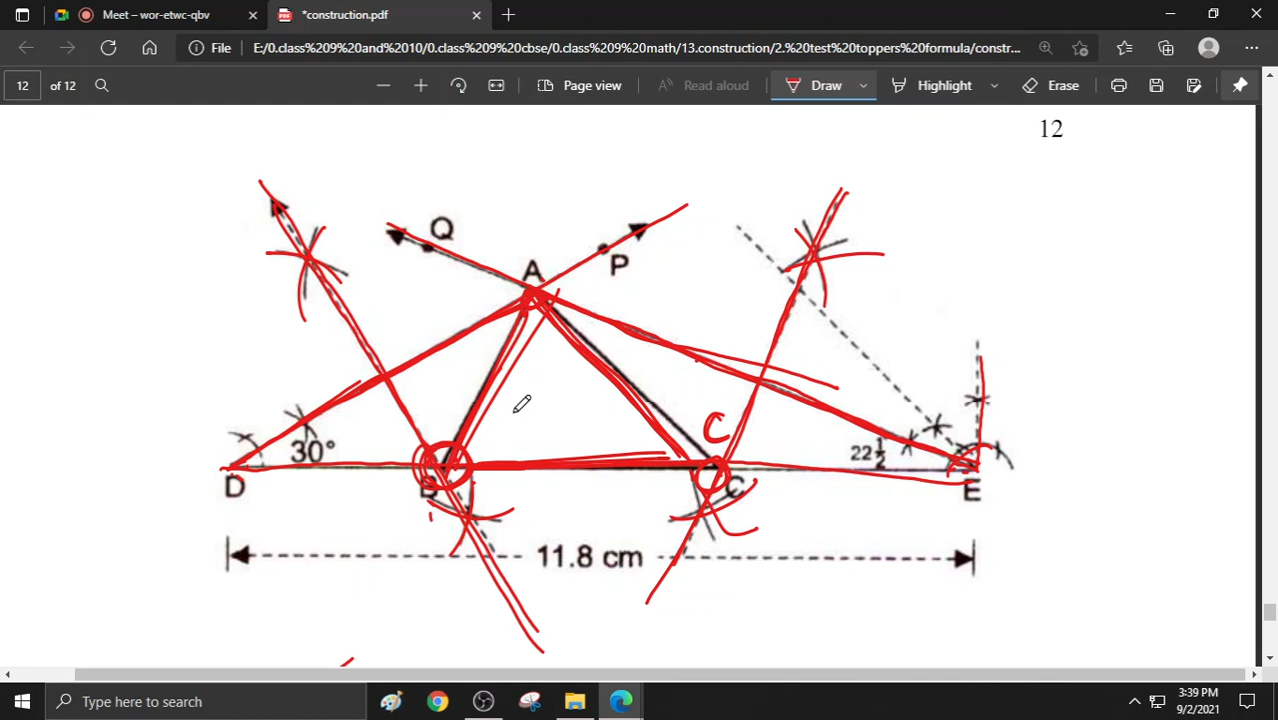 Meet – wor-etwc-qbv
*construction.pdf
File
E:/0.class%209%20and%2010/0.class%209%20cbse/0.class%209%20math/13.construction/2.%20test%20toppers%20formula/constr...
12 of 12
Page view
Read aloud
Draw
Highlight
Erase
12
Q
A
P
C
30°
22 1/2
D
B
C
E
11.8 cm
Type here to search
3:39 PM
9/2/2021